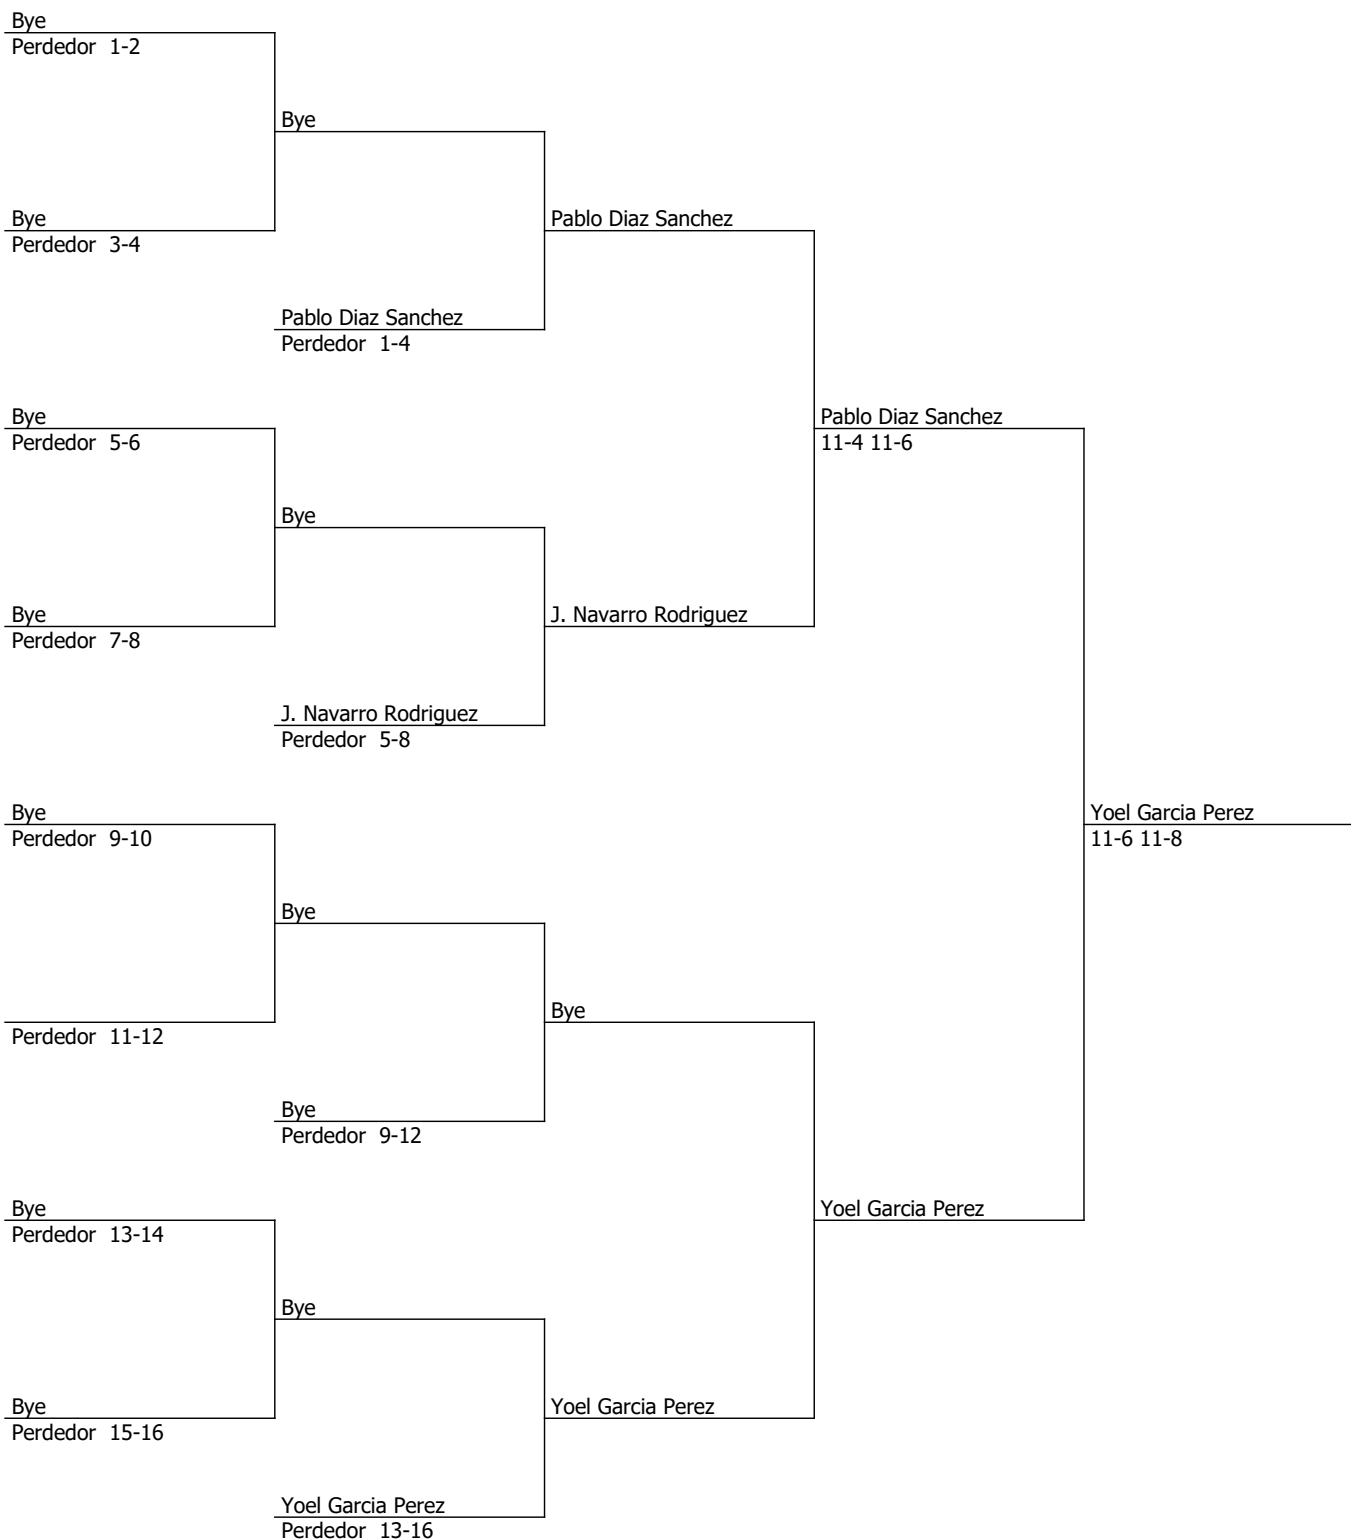 Bye
Perdedor 1-2
Bye
Bye
Perdedor 3-4
Pablo Diaz Sanchez
Pablo Diaz Sanchez
Perdedor 1-4
Bye
Perdedor 5-6
Pablo Diaz Sanchez
11-4 11-6
Bye
Bye
Perdedor 7-8
J. Navarro Rodriguez
J. Navarro Rodriguez
Perdedor 5-8
Bye
Perdedor 9-10
Yoel Garcia Perez
11-6 11-8
Bye
Bye
Perdedor 11-12
Bye
Perdedor 9-12
Bye
Perdedor 13-14
Yoel Garcia Perez
Bye
Bye
Perdedor 15-16
Yoel Garcia Perez
Yoel Garcia Perez
Perdedor 13-16